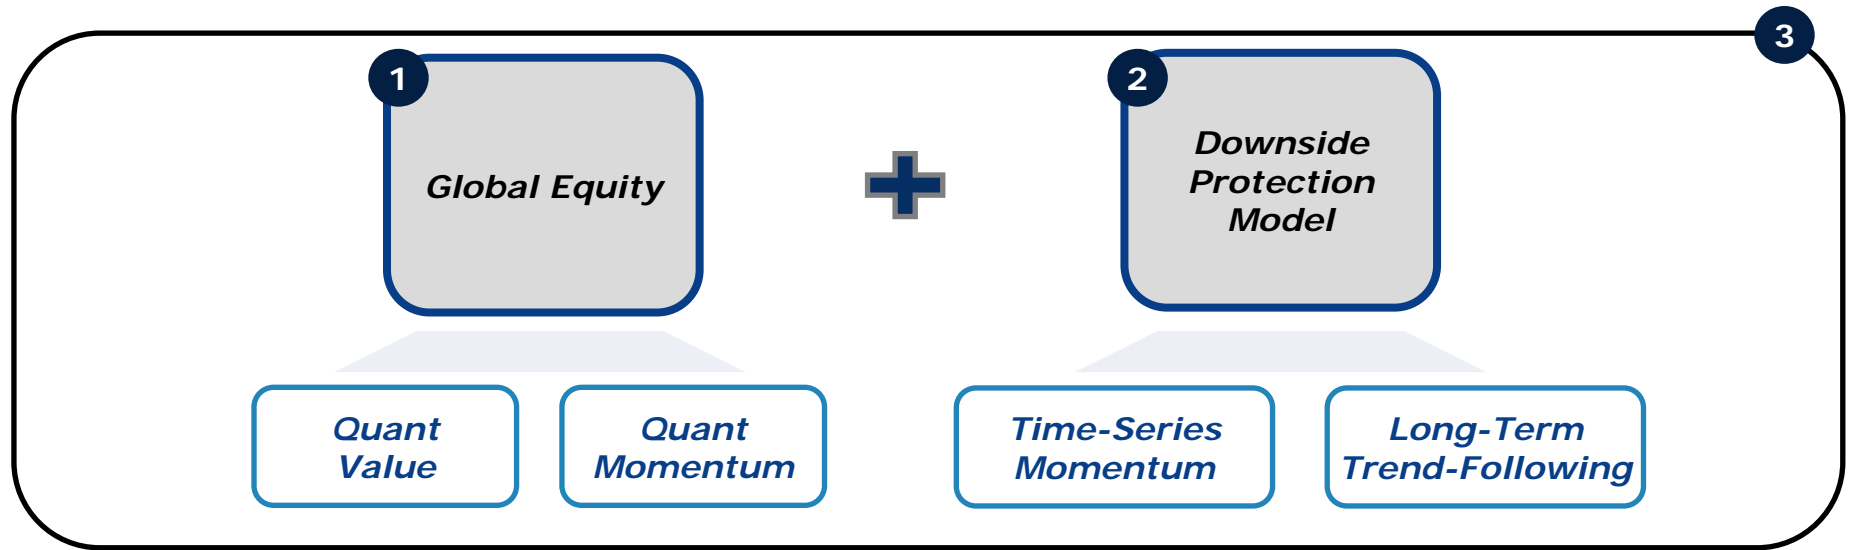 3
1
Global Equity
2
Downside
Protection
Model
Quant
Value
Quant
Momentum
Time-Series
Momentum
Long-Term
Trend-Following